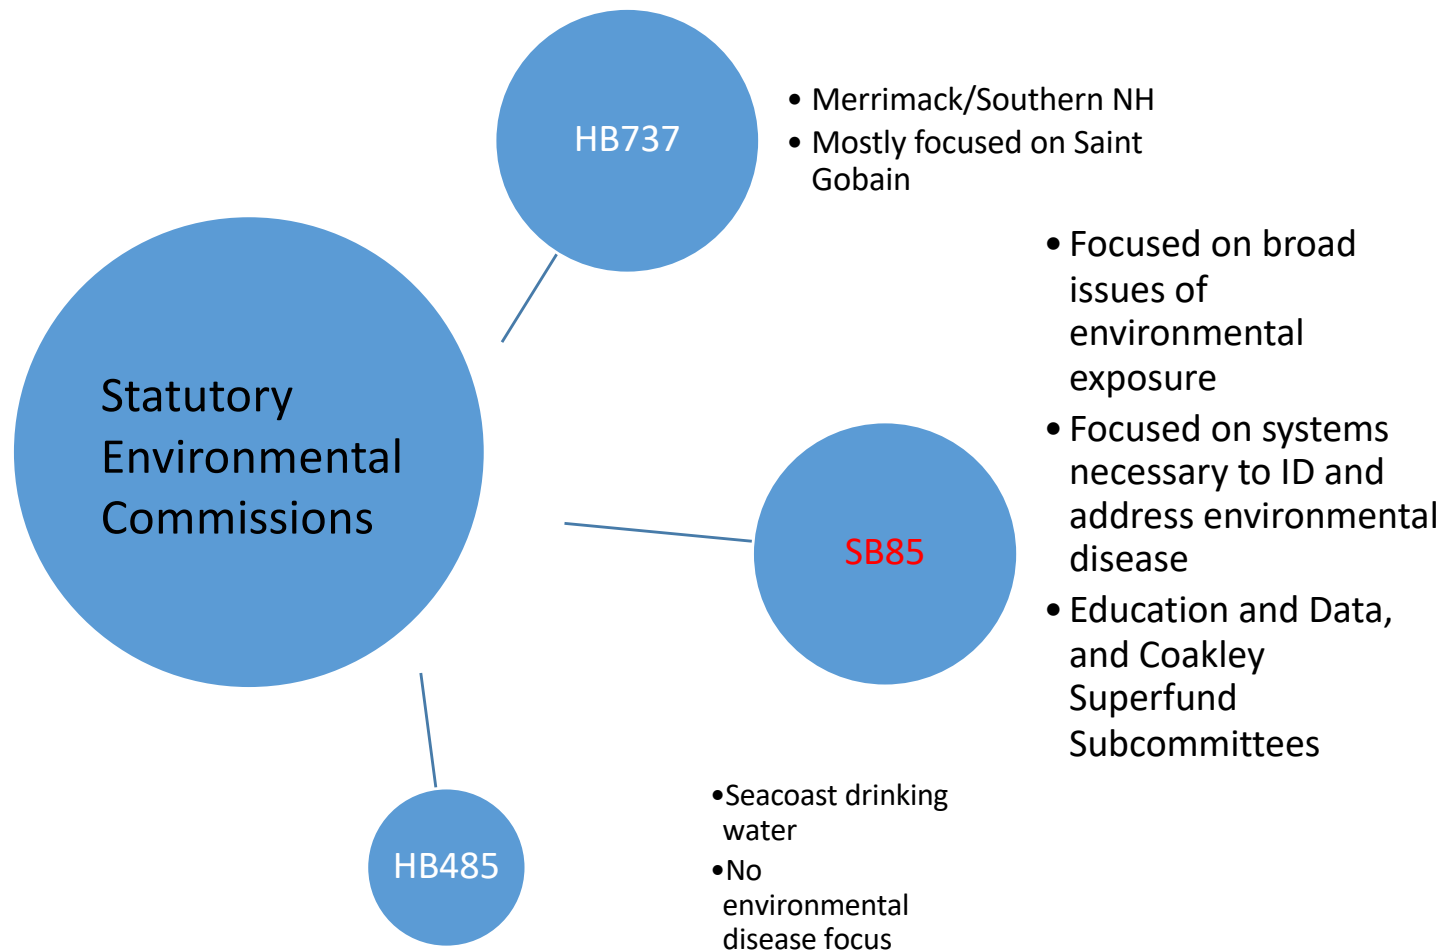 HB737
• Merrimack/Southern NH
• Mostly focused on Saint
Gobain
Statutory
Environmental
Commissions
SB85
• Focused on broad
issues of
environmental
exposure
• Focused on systems
necessary to ID and
address environmental
disease
• Education and Data,
and Coakley
Superfund
Subcommittees
HB485
•Seacoast drinking
water
•No
environmental
disease focus